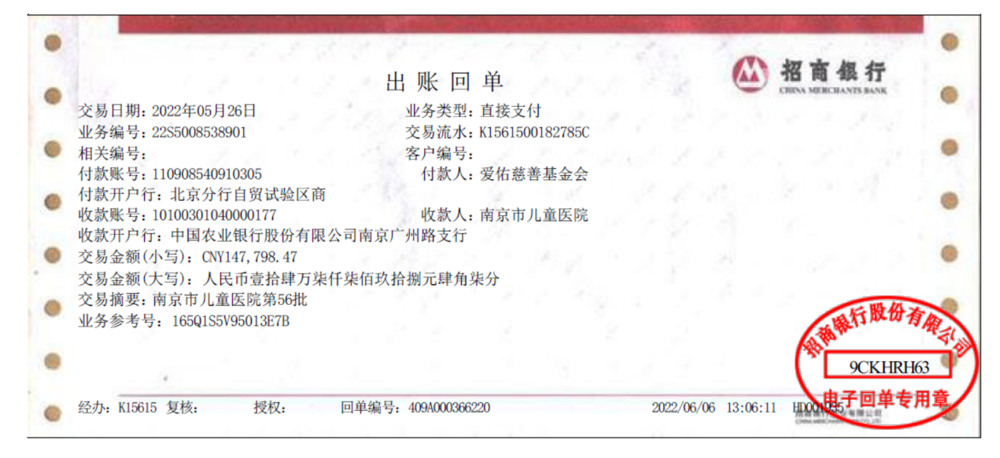 招商银行
CHINA MERCHANTS BANK
出账回单
交易日期：2022年05月26日 业务类型：直接支付
业务编号：22S5008538901 交易流水：K1561500182785C
相关编号： 客户编号：
付款账号：110908540910305 付款人：爱佑慈善基金会
付款开户行：北京分行自贸试验区商
收款账号：10100301040000177 收款人：南京市儿童医院
收款开户行：中国农业银行股份有限公司南京广州路支行
交易金额(小写)：CNY147,798.47
交易金额(大写)：人民币壹拾肆万柒仟柒佰玖拾捌元肆角柒分
交易摘要：南京市儿童医院第56批
业务参考号：165Q1S5V95013E7B
招商银行股份有限公司
9CKHRH63
电子回单专用章
经办：K15615 复核： 授权： 回单编号：409A000366220 2022/06/06 13:06:11